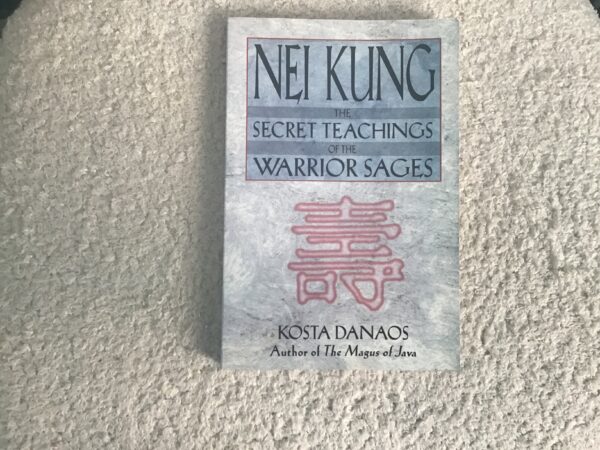 NEI KUNG
THE
SECRET TEACHINGS
OF THE
WARRIOR SAGES
壽
KOSTA DANAOS
Author of The Magus of Java